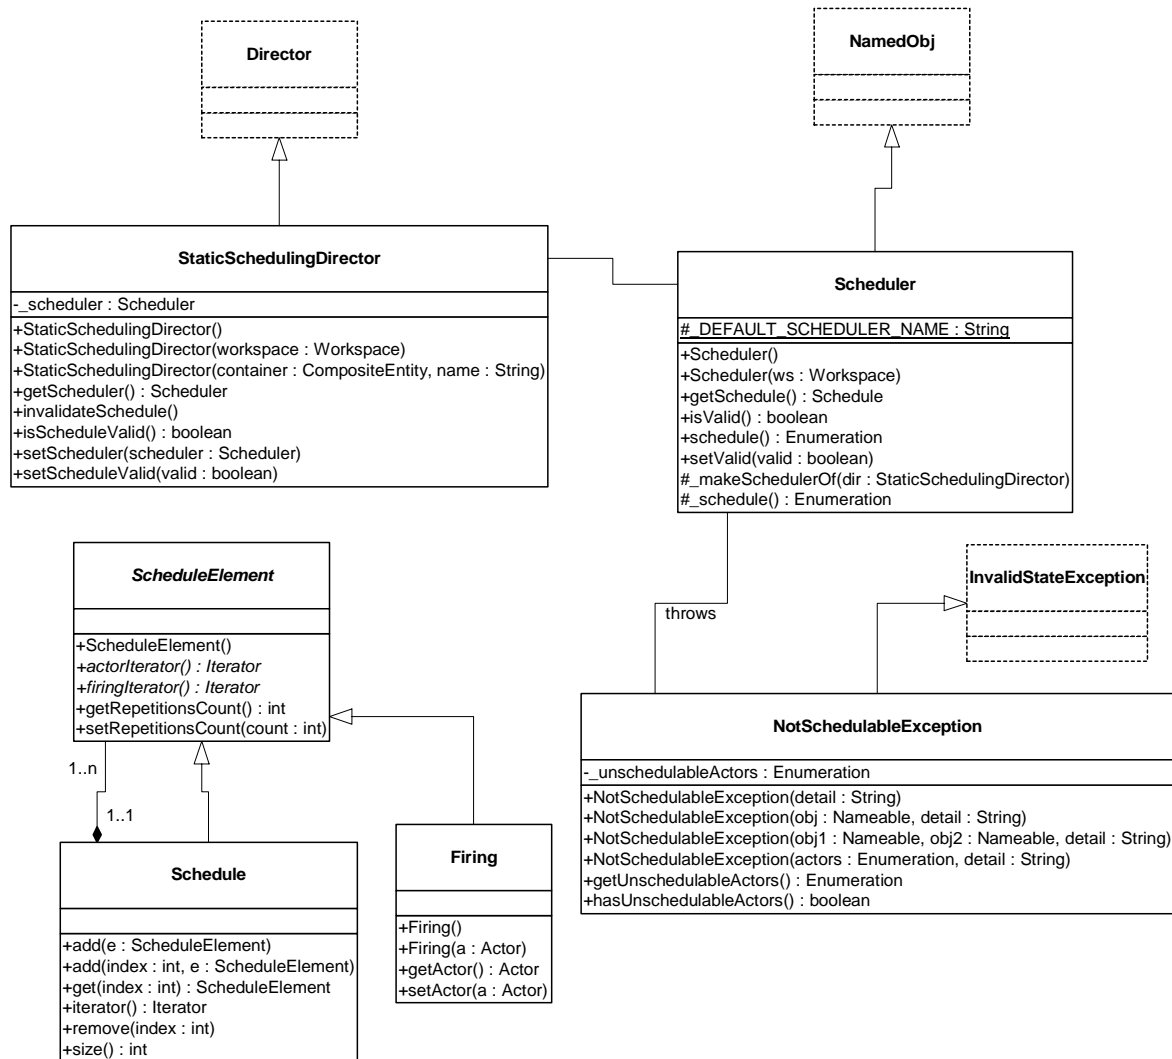 Director
NamedObj
StaticSchedulingDirector
-_scheduler : Scheduler
+StaticSchedulingDirector()
+StaticSchedulingDirector(workspace : Workspace)
+StaticSchedulingDirector(container : CompositeEntity, name : String)
+getScheduler() : Scheduler
+invalidateSchedule()
+isScheduleValid() : boolean
+setScheduler(scheduler : Scheduler)
+setScheduleValid(valid : boolean)
Scheduler
#_DEFAULT_SCHEDULER_NAME : String
+Scheduler()
+Scheduler(ws : Workspace)
+getSchedule() : Schedule
+isValid() : boolean
+schedule() : Enumeration
+setValid(valid : boolean)
#_makeSchedulerOf(dir : StaticSchedulingDirector)
#_schedule() : Enumeration
ScheduleElement
+ScheduleElement()
+actorIterator() : Iterator
+firingIterator() : Iterator
+getRepetitionsCount() : int
+setRepetitionsCount(count : int)
InvalidStateException
throws
NotSchedulableException
-_unschedulableActors : Enumeration
+NotSchedulableException(detail : String)
+NotSchedulableException(obj : Nameable, detail : String)
+NotSchedulableException(obj1 : Nameable, obj2 : Nameable, detail : String)
+NotSchedulableException(actors : Enumeration, detail : String)
+getUnschedulableActors() : Enumeration
+hasUnschedulableActors() : boolean
1..n
1..1
Schedule
+add(e : ScheduleElement)
+add(index : int, e : ScheduleElement)
+get(index : int) : ScheduleElement
+iterator() : Iterator
+remove(index : int)
+size() : int
Firing
+Firing()
+Firing(a : Actor)
+getActor() : Actor
+setActor(a : Actor)